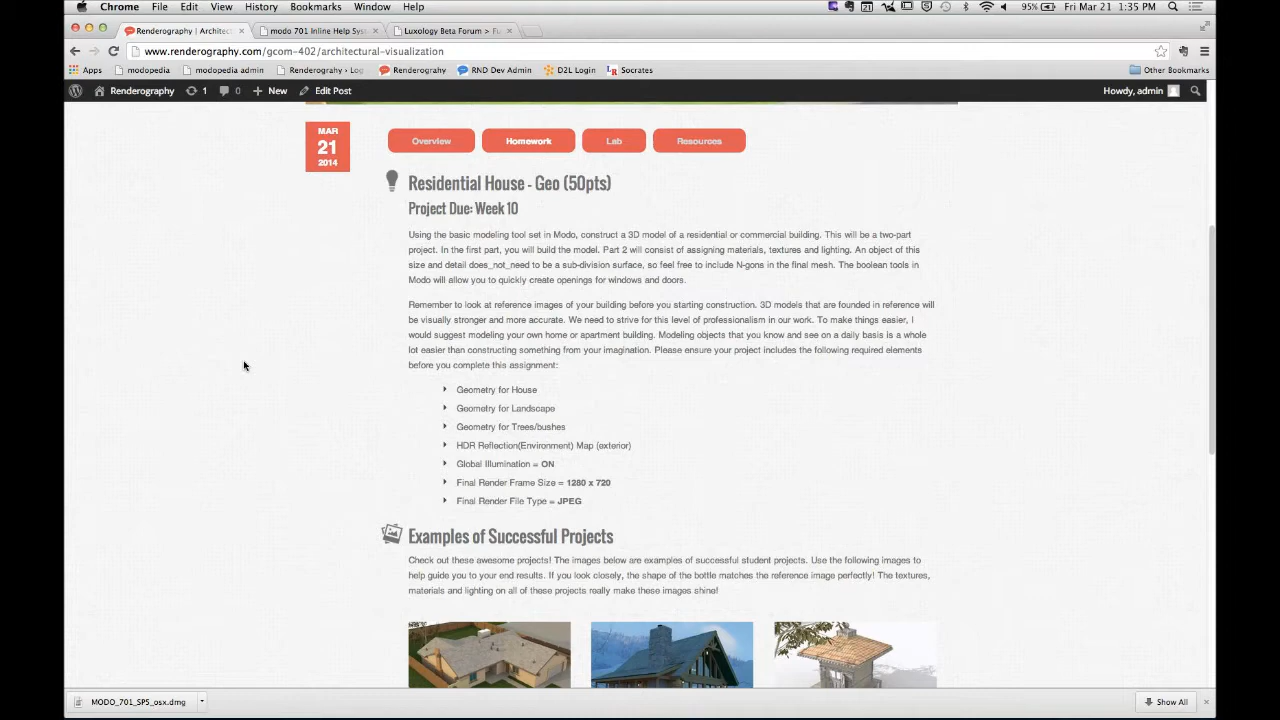 Chrome File Edit View History Bookmarks Window Help 95% Fri Mar 21 1:35 PM
Renderography | Architect modo 701 Inline Help Sys Luxology Beta Forum > Fu
www.renderography.com/gcom-402/architectural-visualization
Apps modopedia modopedia admin Renderograhy › Log Renderograhy RND Dev Admin D2L Login Socrates Other Bookmarks
Renderography 1 0 + New Edit Post Howdy, admin
MAR
21
2014
Overview Homework Lab Resources
Residential House - Geo (50pts)
Project Due: Week 10
Using the basic modeling tool set in Modo, construct a 3D model of a residential or commercial building. This will be a two-part
project. In the first part, you will build the model. Part 2 will consist of assigning materials, textures and lighting. An object of this
size and detail does_not_need to be a sub-division surface, so feel free to include N-gons in the final mesh. The boolean tools in
Modo will allow you to quickly create openings for windows and doors.
Remember to look at reference images of your building before you starting construction. 3D models that are founded in reference will
be visually stronger and more accurate. We need to strive for this level of professionalism in our work. To make things easier, I
would suggest modeling your own home or apartment building. Modeling objects that you know and see on a daily basis is a whole
lot easier than constructing something from your imagination. Please ensure your project includes the following required elements
before you complete this assignment:
Geometry for House
Geometry for Landscape
Geometry for Trees/bushes
HDR Reflection(Environment) Map (exterior)
Global Illumination = ON
Final Render Frame Size = 1280 x 720
Final Render File Type = JPEG
Examples of Successful Projects
Check out these awesome projects! The images below are examples of successful student projects. Use the following images to
help guide you to your end results. If you look closely, the shape of the bottle matches the reference image perfectly! The textures,
materials and lighting on all of these projects really make these images shine!
MODO_701_SP5_osx.dmg Show All